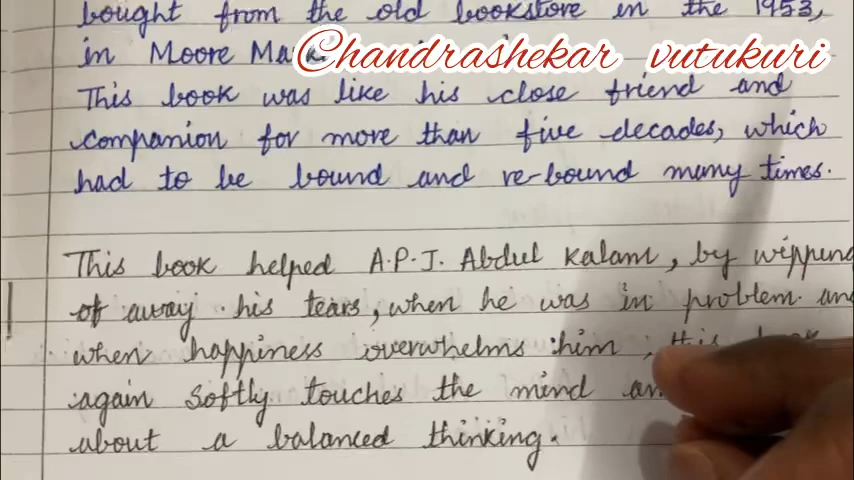 bought from the old bookstore in the 1953,
in Moore Mark
Chandrashekar vutukuri
This book was like his close friend and
companion for more than five decades, which
had to be bound and re-bound many times.
This book helped A.P.J. Abdul Kalam, by wipping
of away his tears, when he was in problem and
when happiness overwhelms him, this book
again softly touches the mind
about a balanced thinking.